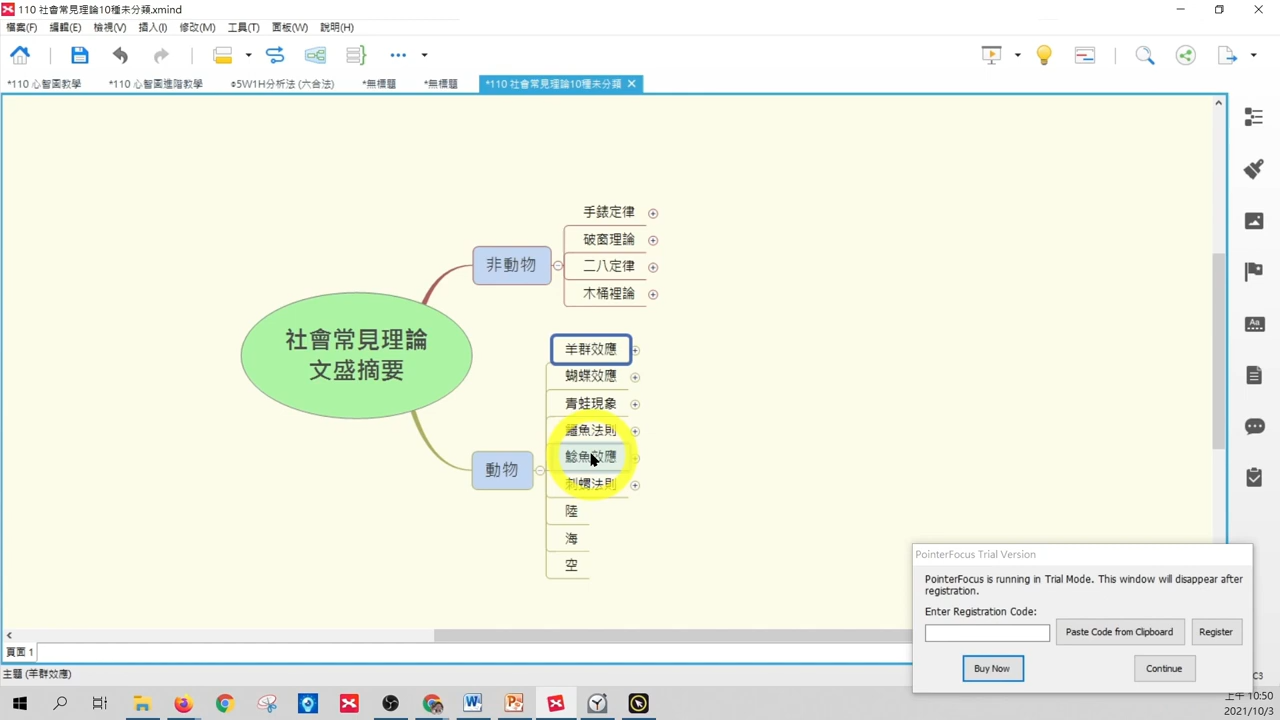 110 社會常見理論10種未分類.xmind
檔案(F) 編輯(E) 檢視(V) 插入(I) 修改(M) 工具(T) 面板(W) 說明(H)
*110 心智圖教學 *110 心智圖進階教學 5W1H分析法 (六合法) *無標題 *無標題 *110 社會常見理論10種未分類
手錶定律
破窗理論
二八定律
木桶裡論
非動物
社會常見理論
文盛摘要
羊群效應
蝴蝶效應
青蛙現象
鱷魚法則
鯰魚效應
刺蝟法則
陸
海
空
動物
PointerFocus Trial Version
PointerFocus is running in Trial Mode. This window will disappear after
registration.
Enter Registration Code:
Paste Code from Clipboard Register
Buy Now Continue
頁面 1
主題 (羊群效應)
上午 10:50
2021/10/3